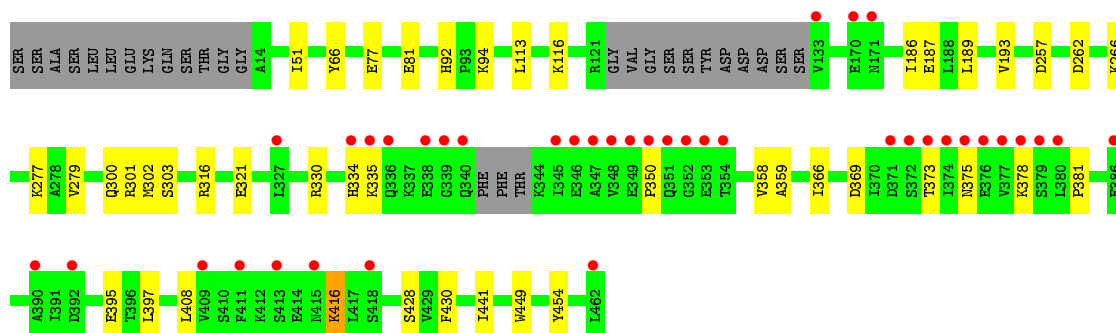 SER SER ALA SER LEU LEU GLU LYS GLN SER THR GLY GLY A14 I51 Y66 E77 E81 H92 P93 K94 L113 K116 R121 GLY VAL GLY SER SER TYR ASP ASP ASP SER SER V133 E170 N171 I186 E187 L188 L189 V193 D257 D262 K266
K277 A278 V279 Q300 R301 M302 S303 R316 E321 L327 R330 H334 K335 Q336 K337 E338 G339 Q340 PHE PHE THR K344 I345 E346 A347 V348 E349 P350 Q351 G352 E353 T354 V358 A359 I366 D369 I370 D371 S372 T373 I374 N375 E376 V377 K378 S379 L380 P381
A390 I391 D392 E395 T396 L397 L408 V409 S410 F411 K412 S413 E414 N415 K416 L417 S418 S428 V429 F430 I441 W449 Y454 L462